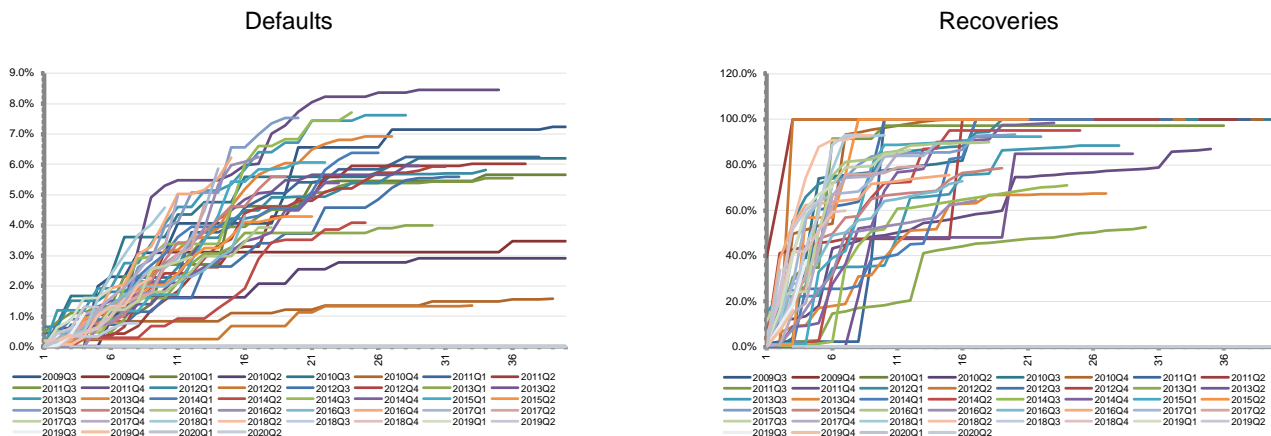 Defaults
9.0%
8.0%
7.0%
6.0%
5.0%
4.0%
3.0%
2.0%
1.0%
0.0%
1 6 11 16 21 26 31 36
2009Q3 2009Q4 2010Q1 2010Q2 2010Q3 2010Q4 2011Q1 2011Q2
2011Q3 2011Q4 2012Q1 2012Q2 2012Q3 2012Q4 2013Q1 2013Q2
2013Q3 2013Q4 2014Q1 2014Q2 2014Q3 2014Q4 2015Q1 2015Q2
2015Q3 2015Q4 2016Q1 2016Q2 2016Q3 2016Q4 2017Q1 2017Q2
2017Q3 2017Q4 2018Q1 2018Q2 2018Q3 2018Q4 2019Q1 2019Q2
2019Q3 2019Q4 2020Q1 2020Q2
Recoveries
120.0%
100.0%
80.0%
60.0%
40.0%
20.0%
0.0%
1 6 11 16 21 26 31 36
2009Q3 2009Q4 2010Q1 2010Q2 2010Q3 2010Q4 2011Q1 2011Q2
2011Q3 2011Q4 2012Q1 2012Q2 2012Q3 2012Q4 2013Q1 2013Q2
2013Q3 2013Q4 2014Q1 2014Q2 2014Q3 2014Q4 2015Q1 2015Q2
2015Q3 2015Q4 2016Q1 2016Q2 2016Q3 2016Q4 2017Q1 2017Q2
2017Q3 2017Q4 2018Q1 2018Q2 2018Q3 2018Q4 2019Q1 2019Q2
2019Q3 2019Q4 2020Q1 2020Q2